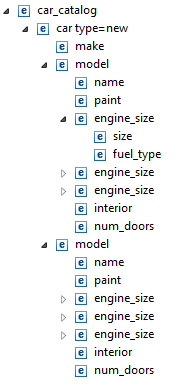 car_catalog
car type=new
make
model
name
paint
engine_size
size
fuel_type
engine_size
engine_size
interior
num_doors
model
name
paint
engine_size
engine_size
engine_size
interior
num_doors